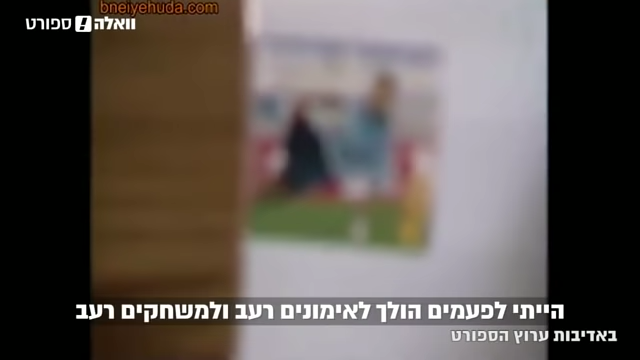 bneiyehuda.com
וואלה! ספורט
הייתי לפעמים הולך לאימונים רעב ולמשחקים רעב
באדיבות ערוץ הספורט